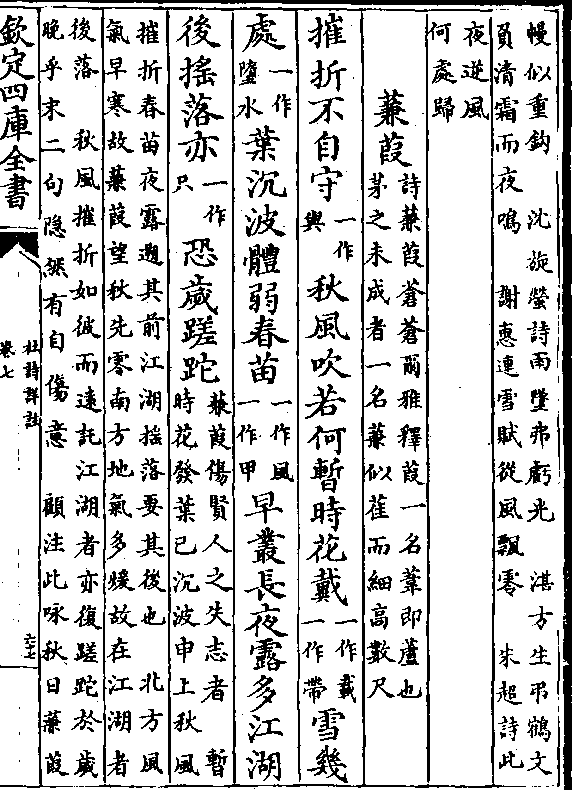 幔似重鈎　沈旋螢詩雨墜弗虧光　湛方生弔鶴文
負清霜而夜鳴　謝惠連雪賦從風飄零　朱超詩此
夜逆風
何處歸
蒹葭
詩蒹葭蒼蒼爾雅釋葭一名葦即蘆也
茅之未成者一名蒹似萑而細高數尺
摧折不自守一作與秋風吹若何暫時花戴一作載一作帶雪幾
處一作墮水葉沉波體弱春苗一作風一作甲早叢長夜露多江湖
後搖落亦一作只恐歲蹉跎
蒹葭傷賢人之失志者　暫
時花發葉已沉波申上秋風
摧折春苗夜露遡其前江湖搖落要其後也　北方風
氣早寒故蒹葭望秋先零南方地氣多煖故在江湖者
後落　秋風摧折如彼而遠託江湖者亦復蹉跎於歲
晚乎末二句隠然有自傷意　顧注此咏秋日蒹葭
欽定四庫全書
杜詩詳註
卷七
六七